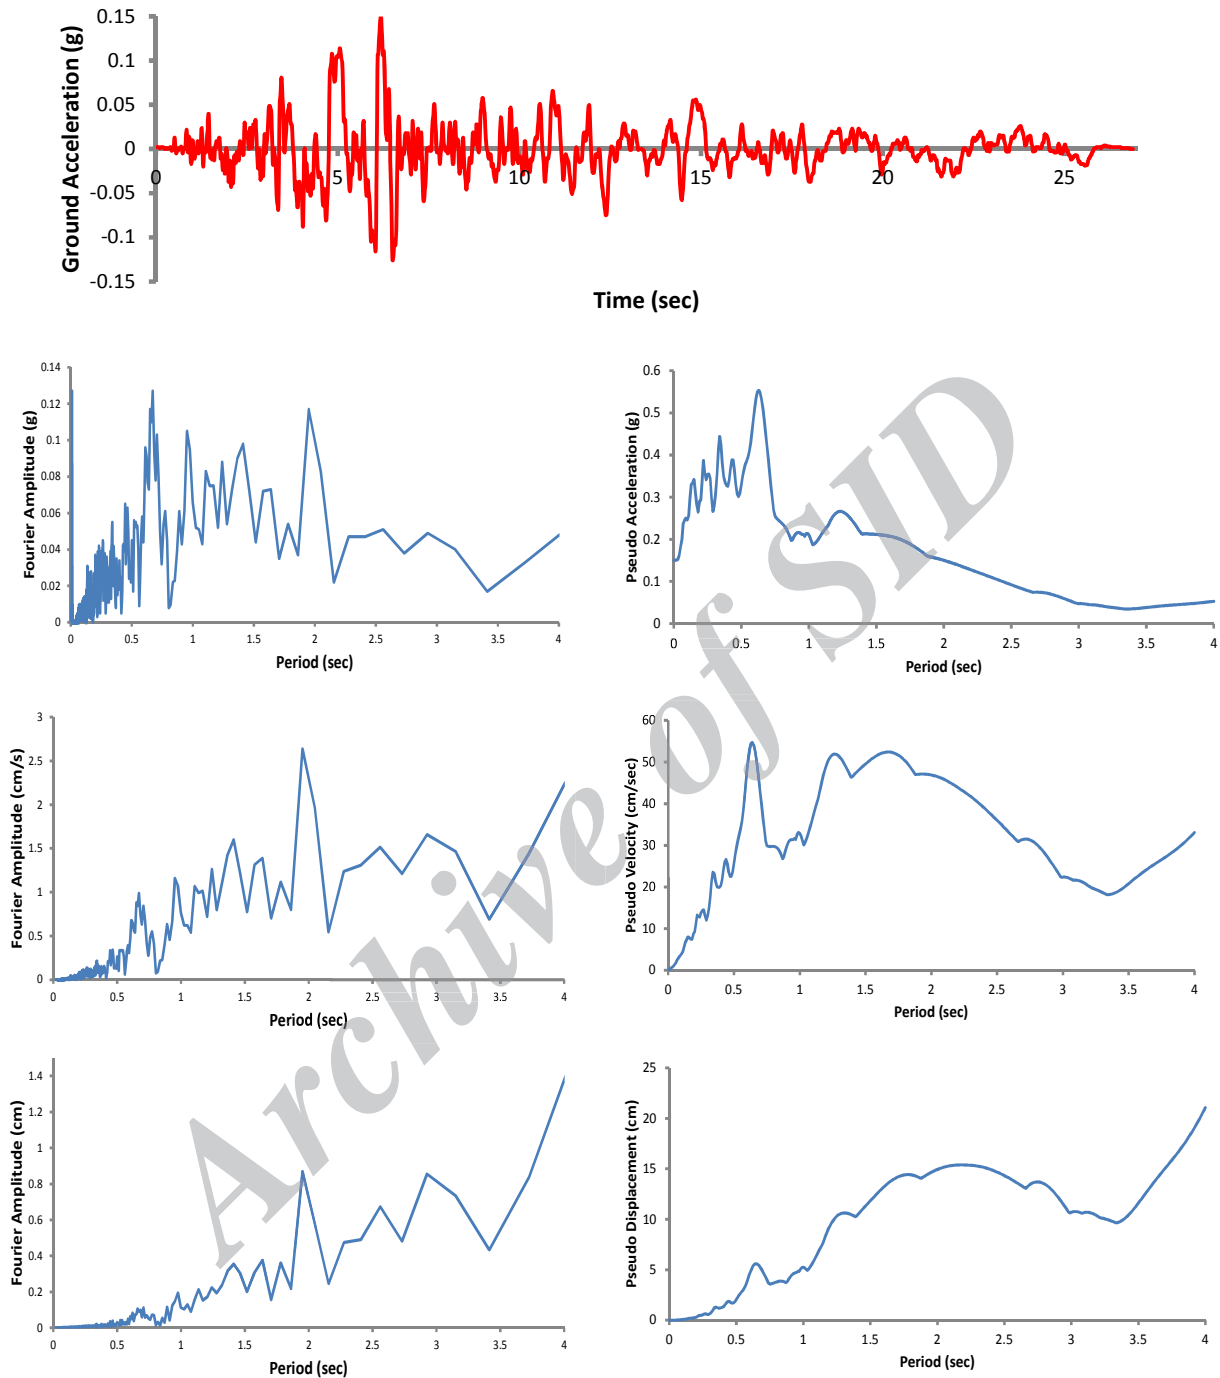 Ground Acceleration (g)
0.15
0.1
0.05
0
-0.05
-0.1
-0.15
0 5 10 15 20 25
Time (sec)
Fourier Amplitude (g)
0.14
0.12
0.1
0.08
0.06
0.04
0.02
0
0 0.5 1 1.5 2 2.5 3 3.5 4
Period (sec)
Pseudo Acceleration (g)
0.6
0.5
0.4
0.3
0.2
0.1
0
0 0.5 1 1.5 2 2.5 3 3.5 4
Period (sec)
Fourier Amplitude (cm/s)
3
2.5
2
1.5
1
0.5
0
0 0.5 1 1.5 2 2.5 3 3.5 4
Period (sec)
Pseudo Velocity (cm/sec)
60
50
40
30
20
10
0
0 0.5 1 1.5 2 2.5 3 3.5 4
Period (sec)
Fourier Amplitude (cm)
1.4
1.2
1
0.8
0.6
0.4
0.2
0
0 0.5 1 1.5 2 2.5 3 3.5 4
Period (sec)
Pseudo Displacement (cm)
25
20
15
10
5
0
0 0.5 1 1.5 2 2.5 3 3.5 4
Period (sec)
Archive of SID